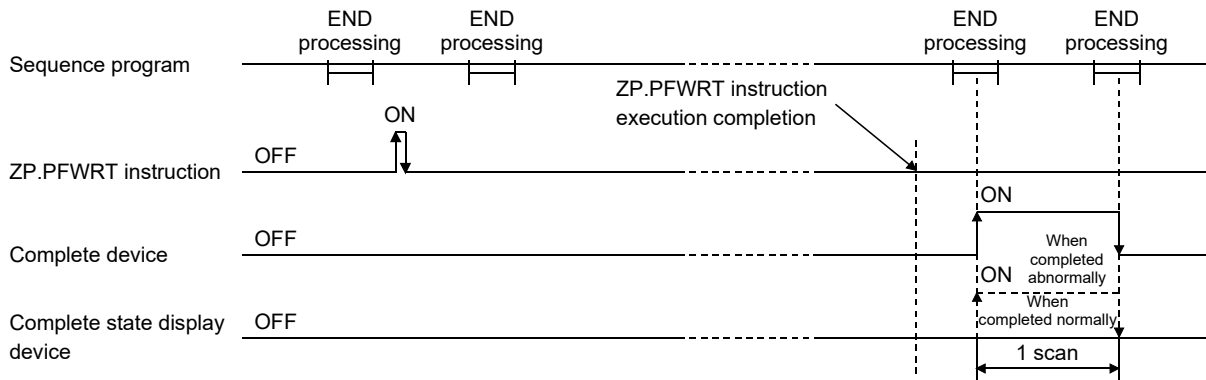 END
processing
END
processing
END
processing
END
processing
Sequence program
ZP.PFWRT instruction
execution completion
ON
OFF
ZP.PFWRT instruction
ON
OFF
Complete device
When
completed
abnormally
ON
When
completed normally
OFF
Complete state display
device
1 scan